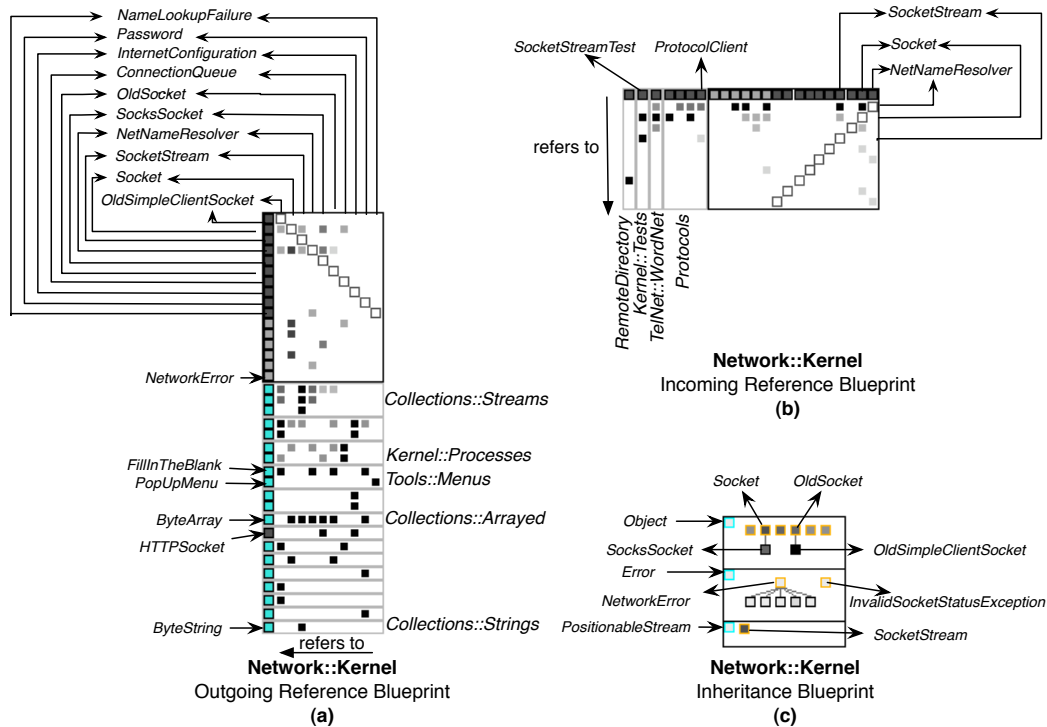 NameLookupFailure
Password
InternetConfiguration
ConnectionQueue
OldSocket
SocksSocket
NetNameResolver
SocketStream
Socket
OldSimpleClientSocket
NetworkError
Collections::Streams
Kernel::Processes
FillInTheBlank
PopUpMenu
Tools::Menus
ByteArray
Collections::Arrayed
HTTPSocket
ByteString
Collections::Strings
refers to
Network::Kernel
Outgoing Reference Blueprint
(a)
SocketStream
SocketStreamTest
ProtocolClient
Socket
NetNameResolver
refers to
RemoteDirectory
Kernel::Tests
TelNet::WordNet
Protocols
Network::Kernel
Incoming Reference Blueprint
(b)
Socket
OldSocket
Object
SocksSocket
OldSimpleClientSocket
Error
NetworkError
InvalidSocketStatusException
PositionableStream
SocketStream
Network::Kernel
Inheritance Blueprint
(c)